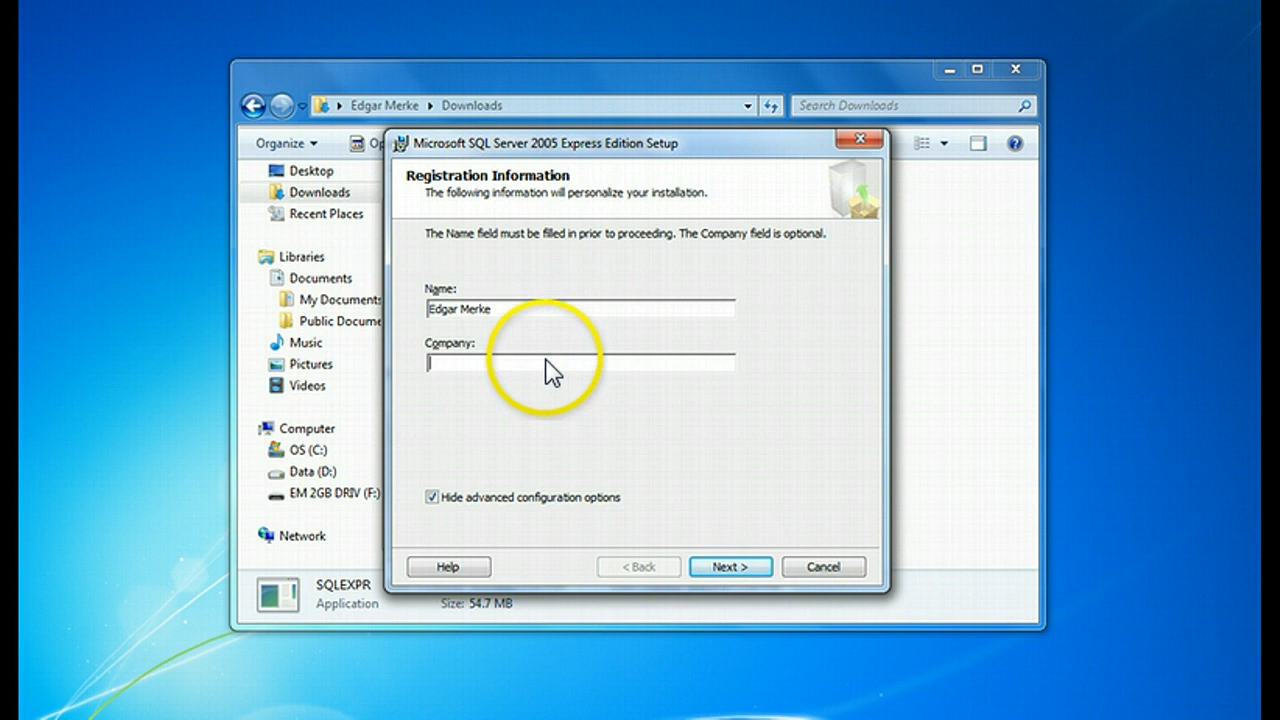 Edgar Merke
Downloads
Search Downloads
Organize
Op
Microsoft SQL Server 2005 Express Edition Setup
Registration Information
The following information will personalize your installation.
The Name field must be filled in prior to proceeding. The Company field is optional.
Name:
Edgar Merke
Company:
Hide advanced configuration options
Help
< Back
Next >
Cancel
Desktop
Downloads
Recent Places
Libraries
Documents
My Documents
Public Docume
Music
Pictures
Videos
Computer
OS (C:)
Data (D:)
EM 2GB DRIV (F:)
Network
SQLEXPR
Application
Size: 54.7 MB